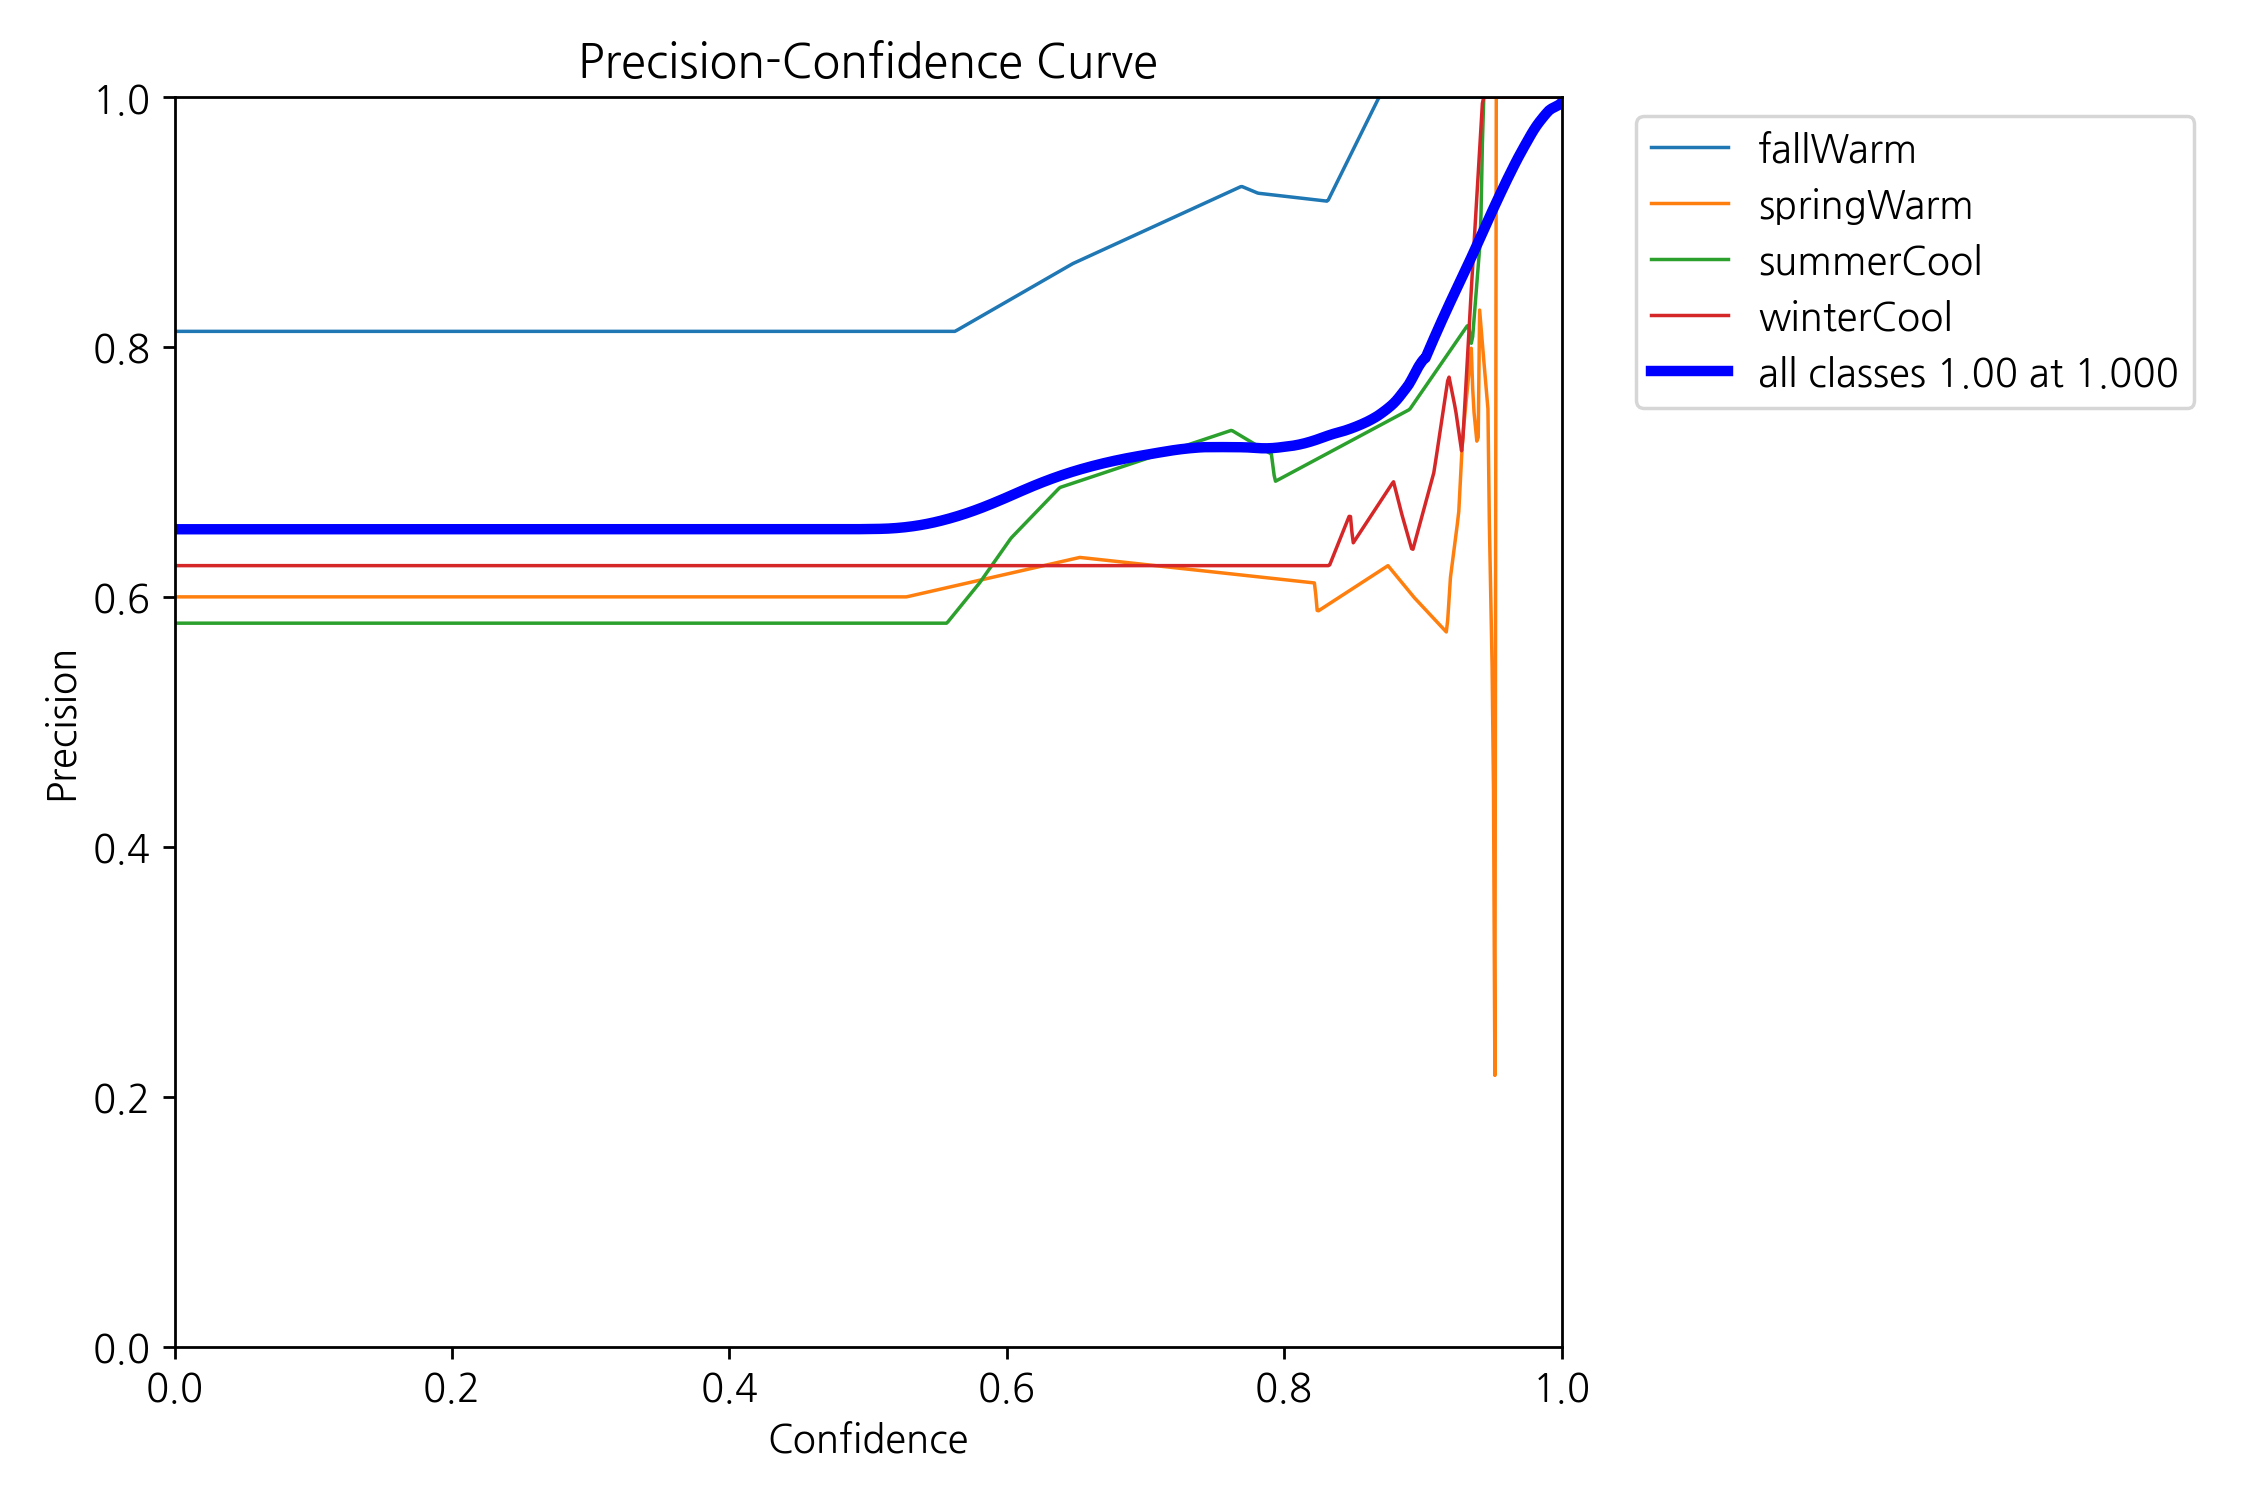 Precision-Confidence Curve
1.0
0.8
0.6
0.4
0.2
0.0
Precision
0.0 0.2 0.4 0.6 0.8 1.0
Confidence
fallWarm
springWarm
summerCool
winterCool
all classes 1.00 at 1.000